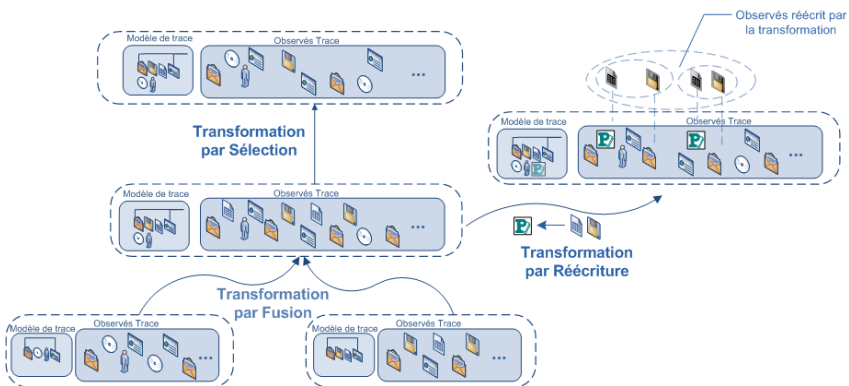 Observés réécrit par
la transformation
Modèle de trace
Observés Trace
...
Transformation
par Sélection
Modèle de trace
Observés Trace
P
P
...
Modèle de trace
Observés Trace
...
P
Transformation
par Réécriture
Transformation
par Fusion
Modèle de trace
Observés Trace
...
Modèle de trace
Observés Trace
...